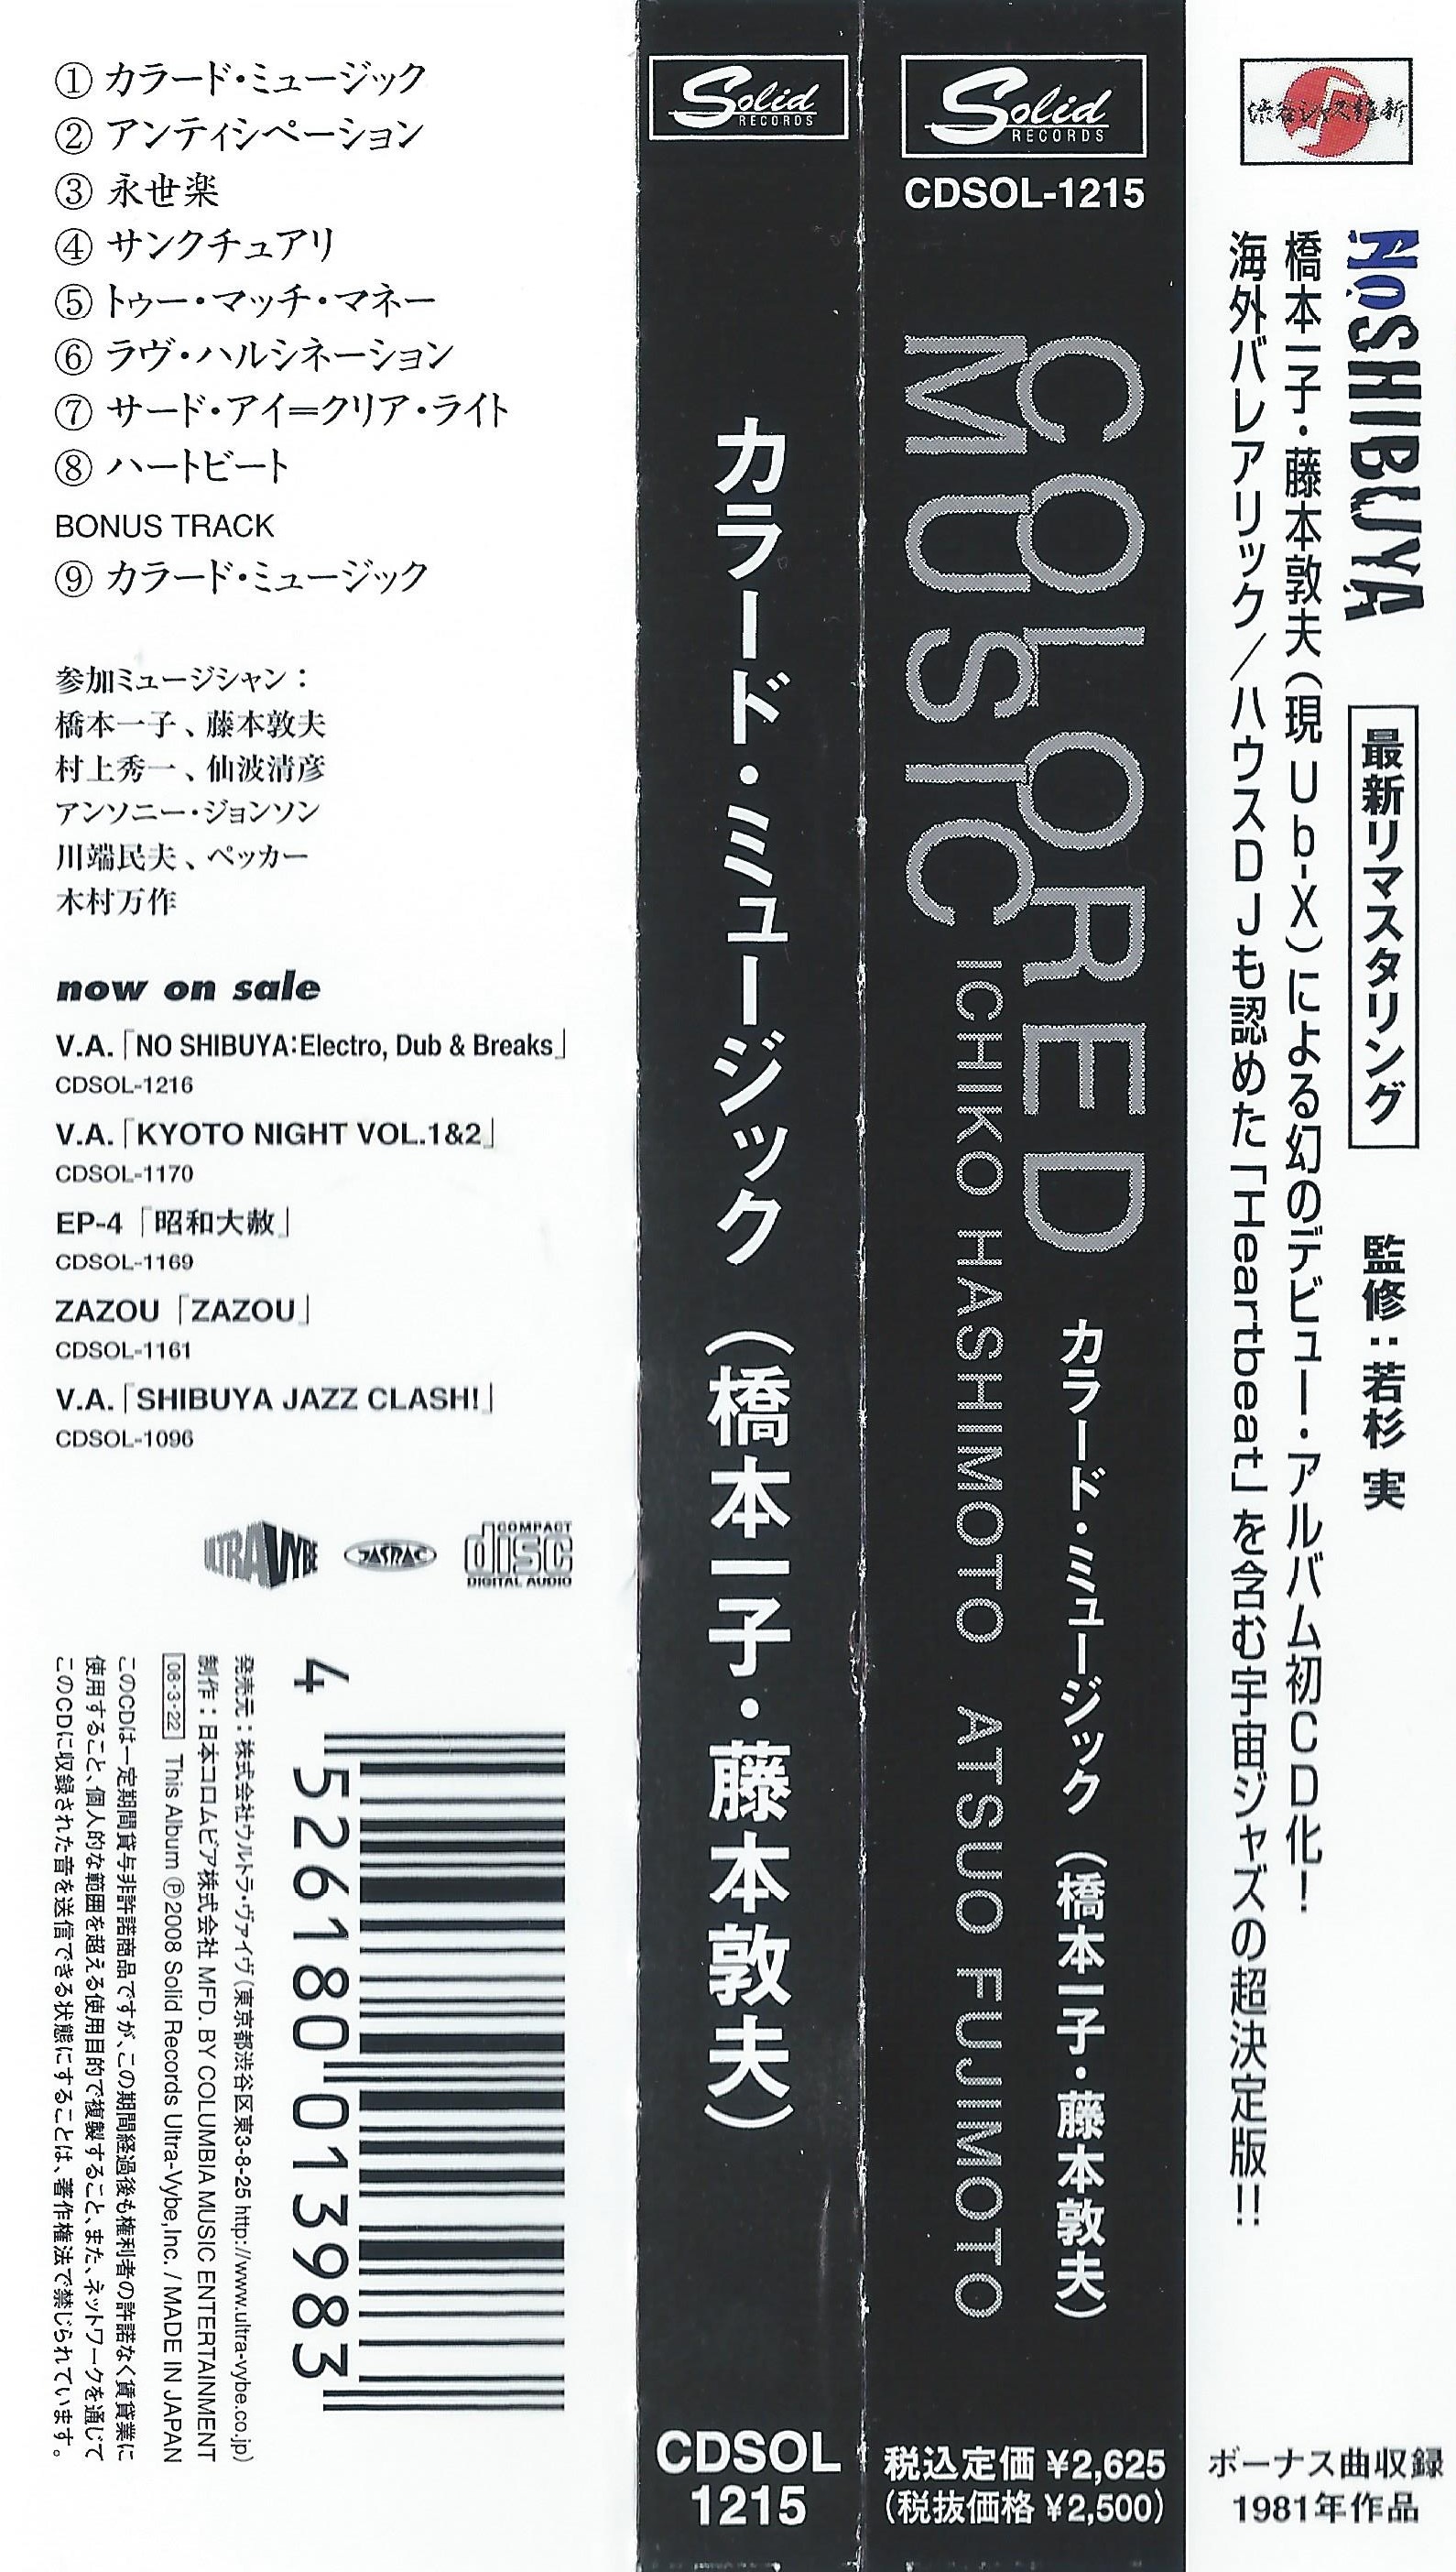 ① カラード・ミュージック
② アンティシペーション
③ 永世楽
④ サンクチュアリ
⑤ トゥー・マッチ・マネー
⑥ ラヴ・ハルシネーション
⑦ サード・アイ=クリア・ライト
⑧ ハートビート
BONUS TRACK
⑨ カラード・ミュージック
参加ミュージシャン：
橋本一子、藤本敦夫
村上秀一、仙波清彦
アンソニー・ジョンソン
川端民夫、ペッカー
木村万作
now on sale
V.A.「NO SHIBUYA:Electro, Dub & Breaks」
CDSOL-1216
V.A.「KYOTO NIGHT VOL.1&2」
CDSOL-1170
EP-4「昭和大赦」
CDSOL-1169
ZAZOU「ZAZOU」
CDSOL-1161
V.A.「SHIBUYA JAZZ CLASH!」
CDSOL-1096
ULTRA VYBE
JASRAC
COMPACT
disc
DIGITAL AUDIO
4 526180 013983
発売元：株式会社ウルトラ・ヴァイヴ（東京都渋谷区東3-8-25 http://www.ultra-vybe.co.jp）
制作：日本コロムビア株式会社 MFD. BY COLUMBIA MUSIC ENTERTAINMENT
08・3・22 This Album Ⓟ2008 Solid Records Ultra-Vybe,Inc. / MADE IN JAPAN
このCDは一定期間貸与非許諾商品ですが、この期間経過後も権利者の許諾なく賃貸業に
使用すること、個人的な範囲を超える使用目的で複製すること、また、ネットワークを通じて
このCDに収録された音を送信できる状態にすることは、著作権法で禁じられています。
Solid
RECORDS
カラード・ミュージック（橋本一子・藤本敦夫）
CDSOL
1215
Solid
RECORDS
CDSOL-1215
COLORED
MUSIC
ICHIKO HASHIMOTO ATSUO FUJIMOTO
カラード・ミュージック（橋本一子・藤本敦夫）
税込定価 ¥2,625
（税抜価格 ¥2,500）
渋谷ジャズ維新
NoSHIBUYA
最新リマスタリング
監修：若杉 実
橋本一子・藤本敦夫（現Ub-X）による幻のデビュー・アルバム初CD化！
海外バレアリック／ハウスDJも認めた「Heartbeat」を含む宇宙ジャズの超決定版！！
ボーナス曲収録
1981年作品